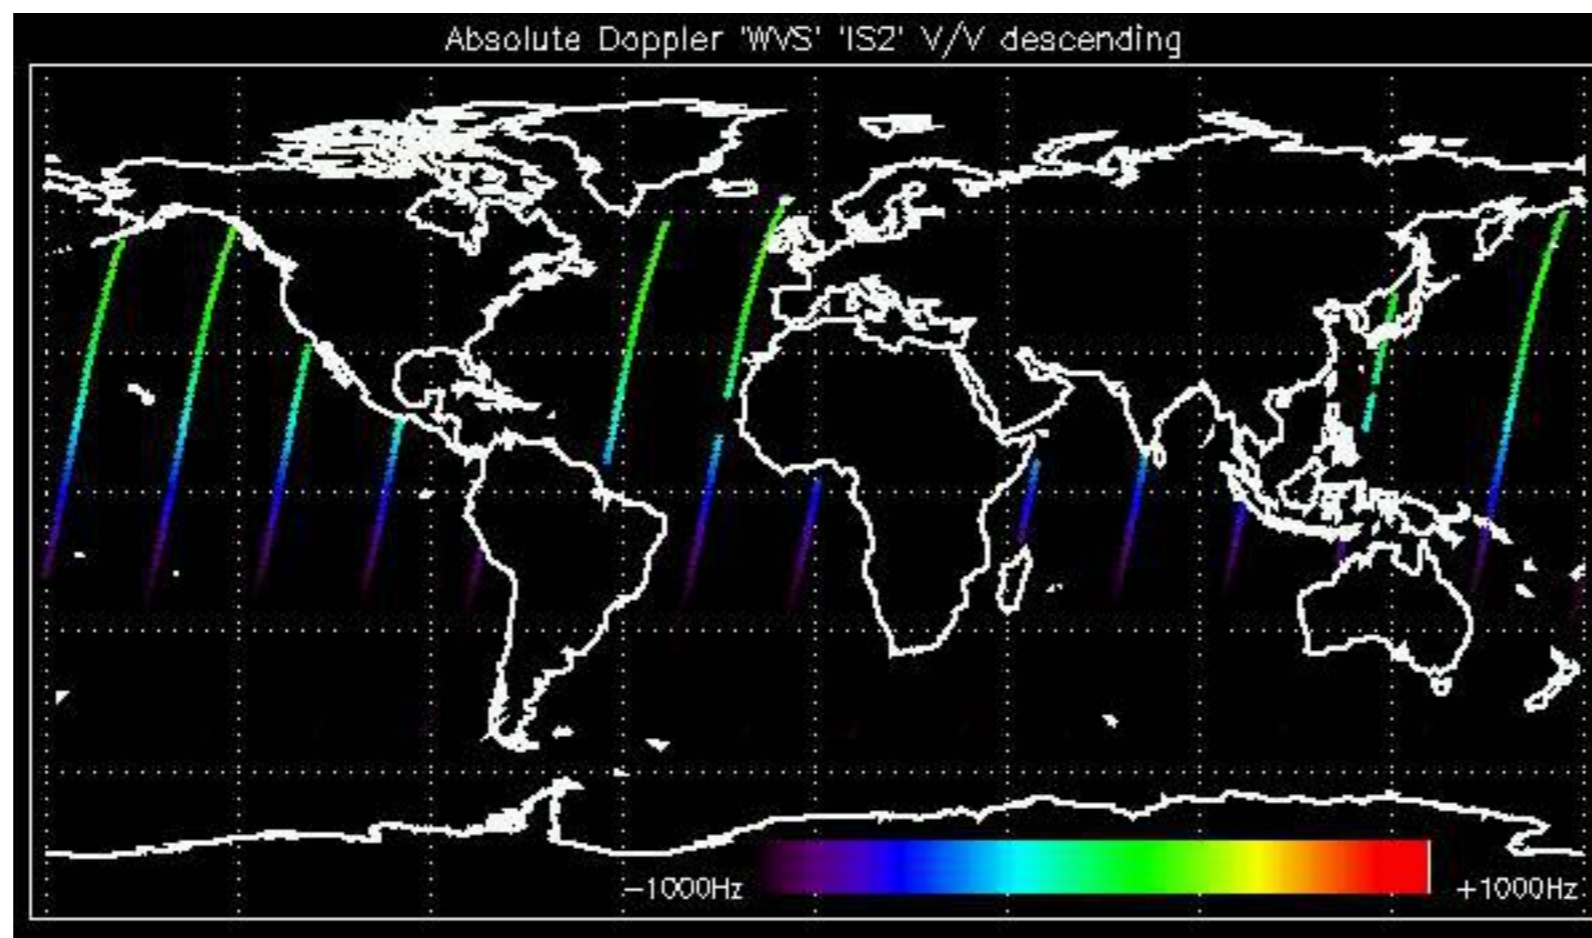 Absolute Doppler 'WVS' 'IS2' V/V descending
−1000Hz +1000Hz